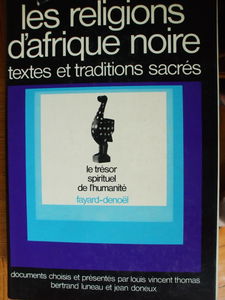 les religions
d'afrique noire
textes et traditions sacrés
le trésor
spirituel
de l'humanité
fayard-denoël
documents choisis et présentés par louis vincent thomas
bertrand luneau et jean doneux